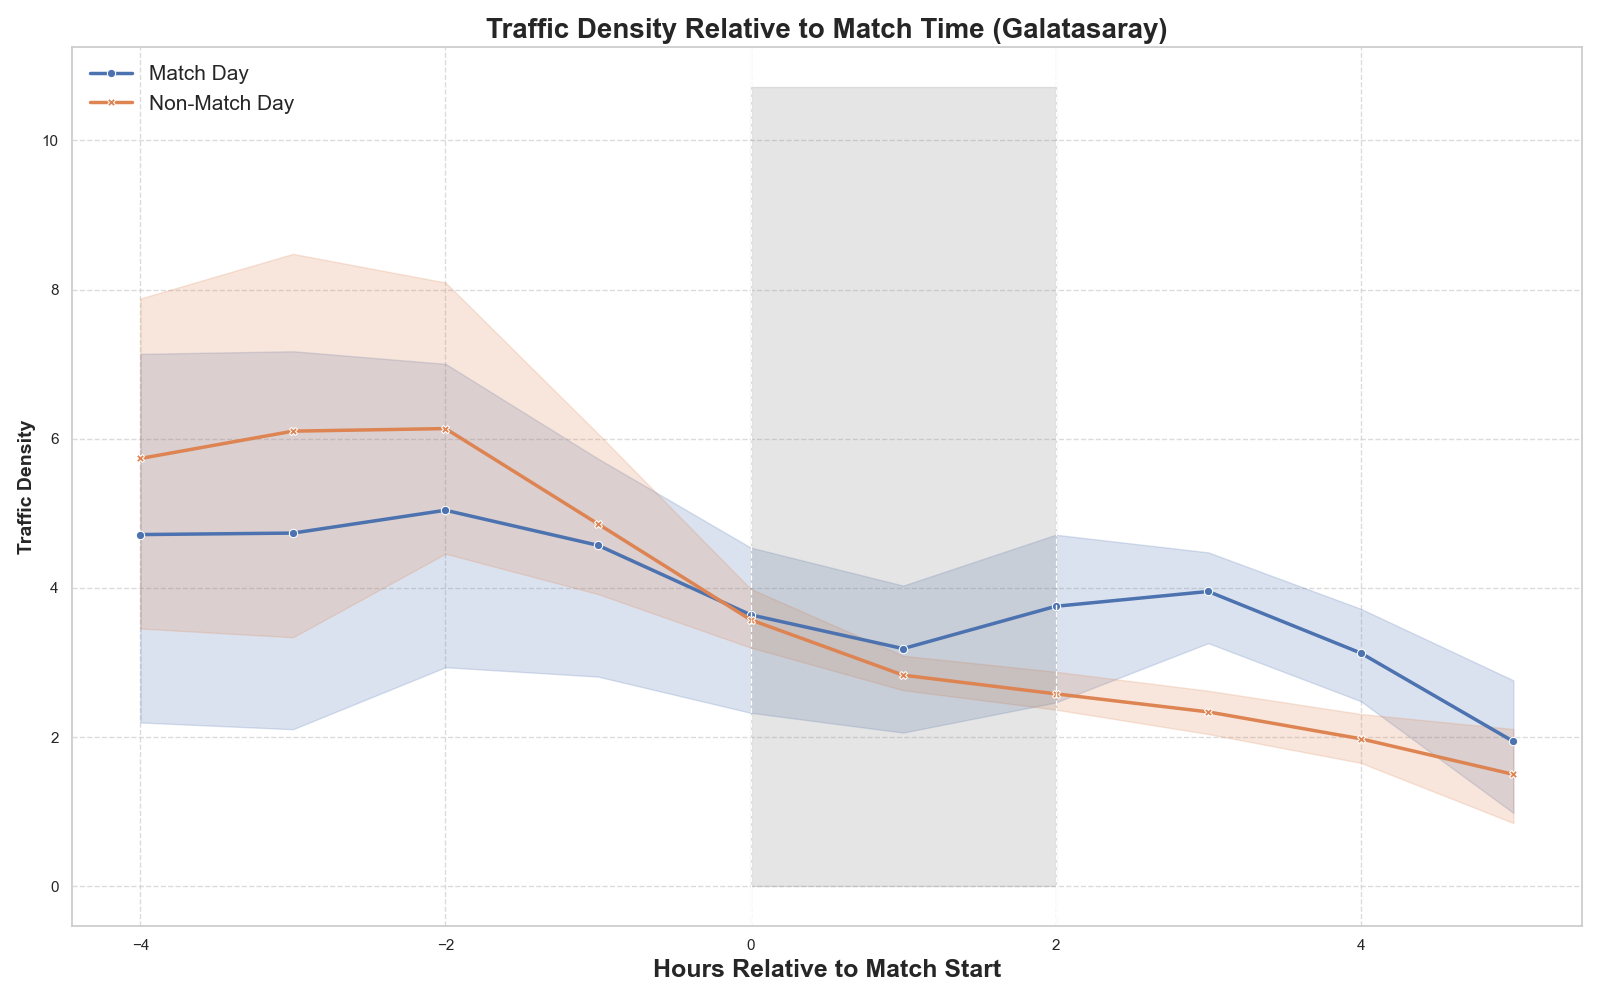 Traffic Density Relative to Match Time (Galatasaray)
Match Day
Non-Match Day
Traffic Density
10
8
6
4
2
0
−4
−2
0
2
4
Hours Relative to Match Start